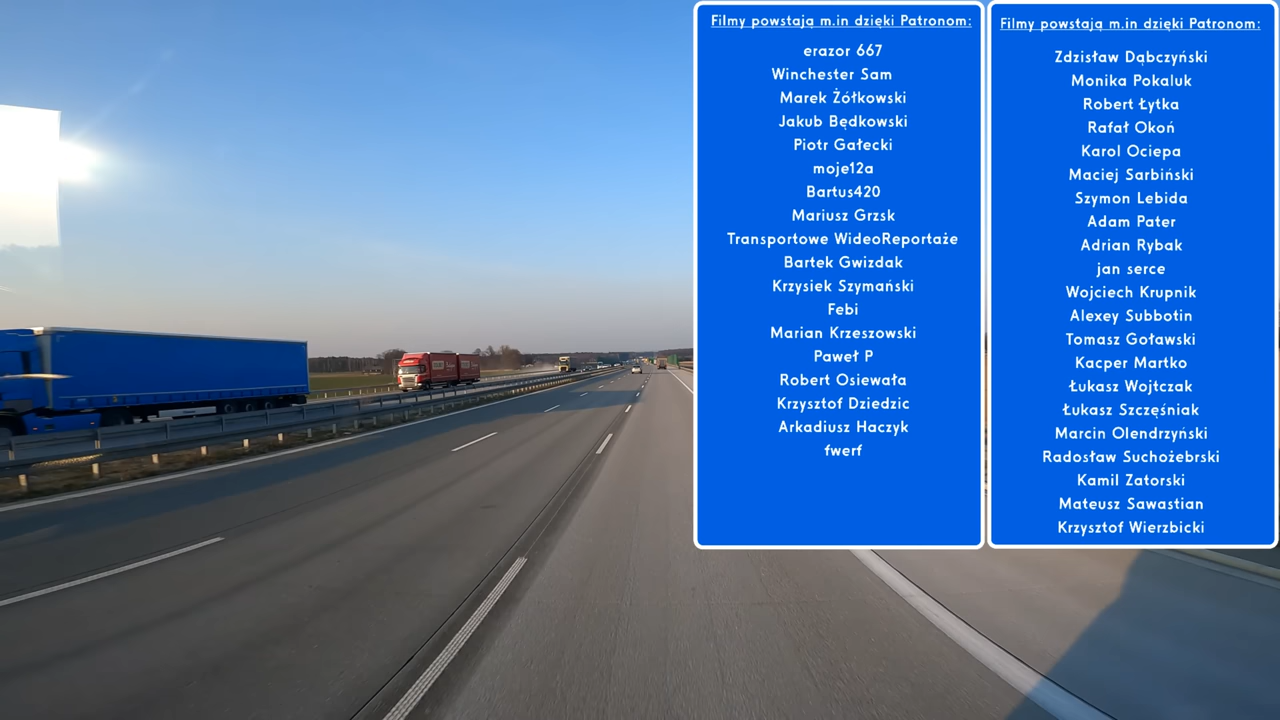 Filmy powstają m.in dzięki Patronom:
erazor 667
Winchester Sam
Marek Żółkowski
Jakub Będkowski
Piotr Gałecki
moje12a
Bartus420
Mariusz Grzsk
Transportowe WideoReportaże
Bartek Gwizdak
Krzysiek Szymański
Febi
Marian Krzeszowski
Paweł P
Robert Osiewała
Krzysztof Dziedzic
Arkadiusz Haczyk
fwerf
Filmy powstają m.in dzięki Patronom:
Zdzisław Dąbczyński
Monika Pokaluk
Robert Łytka
Rafał Okoń
Karol Ociepa
Maciej Sarbiński
Szymon Lebida
Adam Pater
Adrian Rybak
jan serce
Wojciech Krupnik
Alexey Subbotin
Tomasz Goławski
Kacper Martko
Łukasz Wojtczak
Łukasz Szczęśniak
Marcin Olendrzyński
Radosław Suchożebrski
Kamil Zatorski
Mateusz Sawastian
Krzysztof Wierzbicki